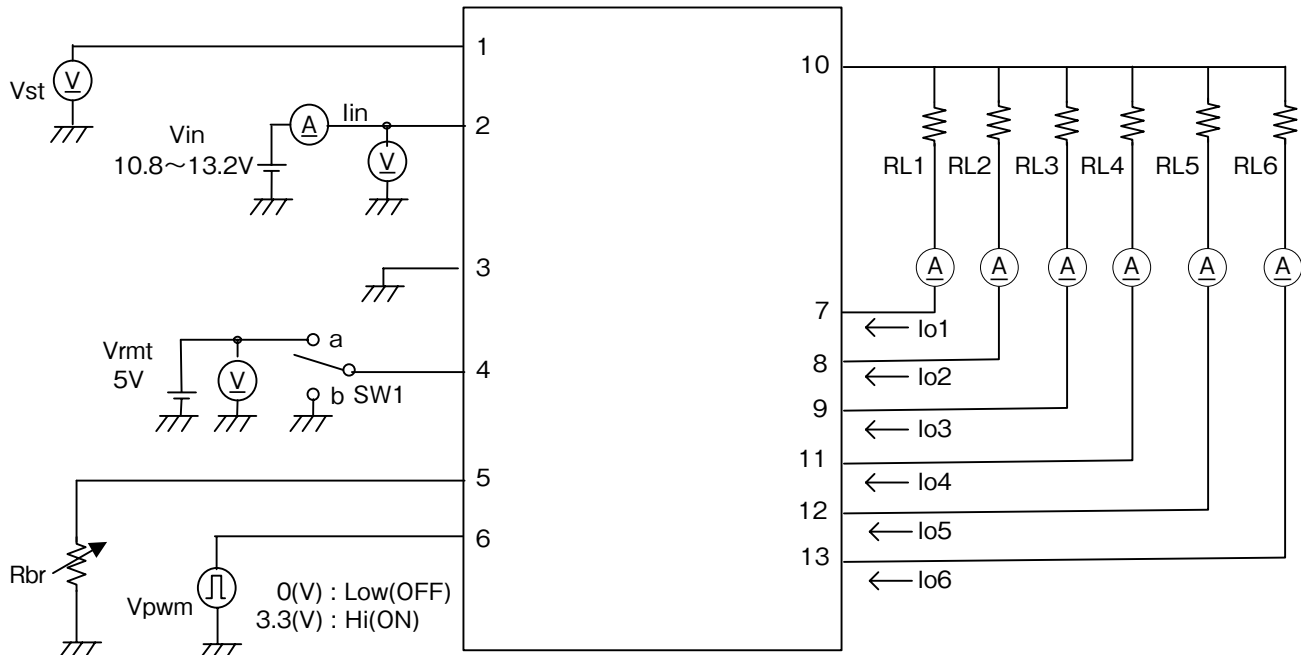 1
10
Vst
V
Iin
A
2
Vin
10.8～13.2V
V
RL1
RL2
RL3
RL4
RL5
RL6
3
A
A
A
A
A
A
7
Io1
Vrmt
5V
V
a
4
b SW1
8
Io2
9
Io3
5
11
Io4
6
12
Io5
13
Io6
Rbr
Vpwm
0(V) : Low(OFF)
3.3(V) : Hi(ON)